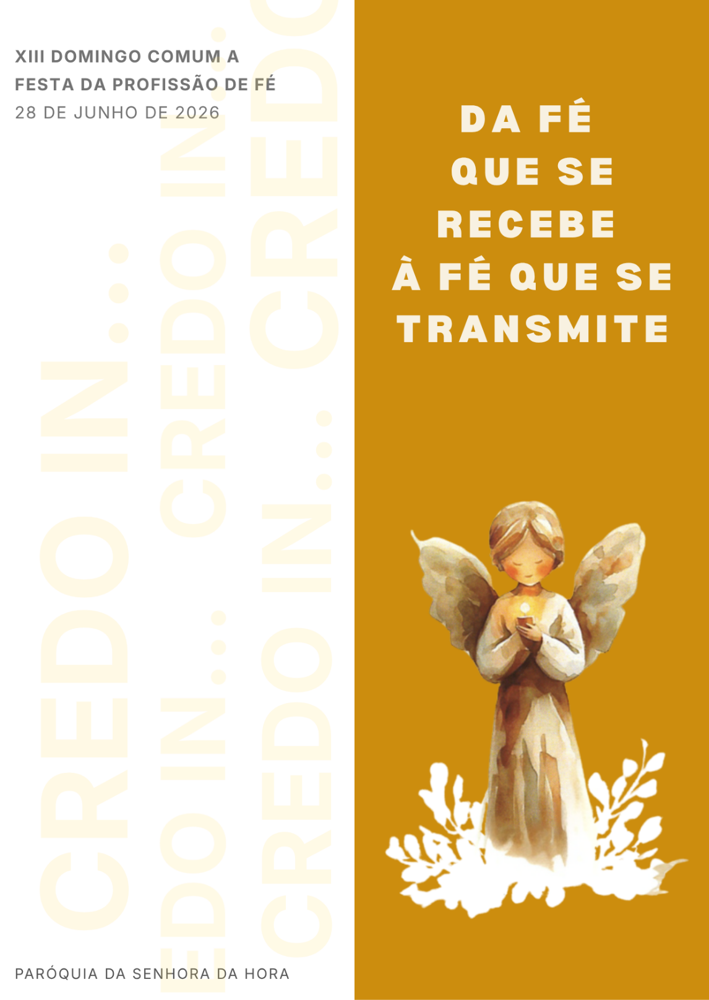 XIII DOMINGO COMUM A
FESTA DA PROFISSÃO DE FÉ
28 DE JUNHO DE 2026
CREDO IN...
CREDO IN...
EDO IN...
CREDO
CREDO IN...
PARÓQUIA DA SENHORA DA HORA
DA FÉ
QUE SE
RECEBE
À FÉ QUE SE
TRANSMITE